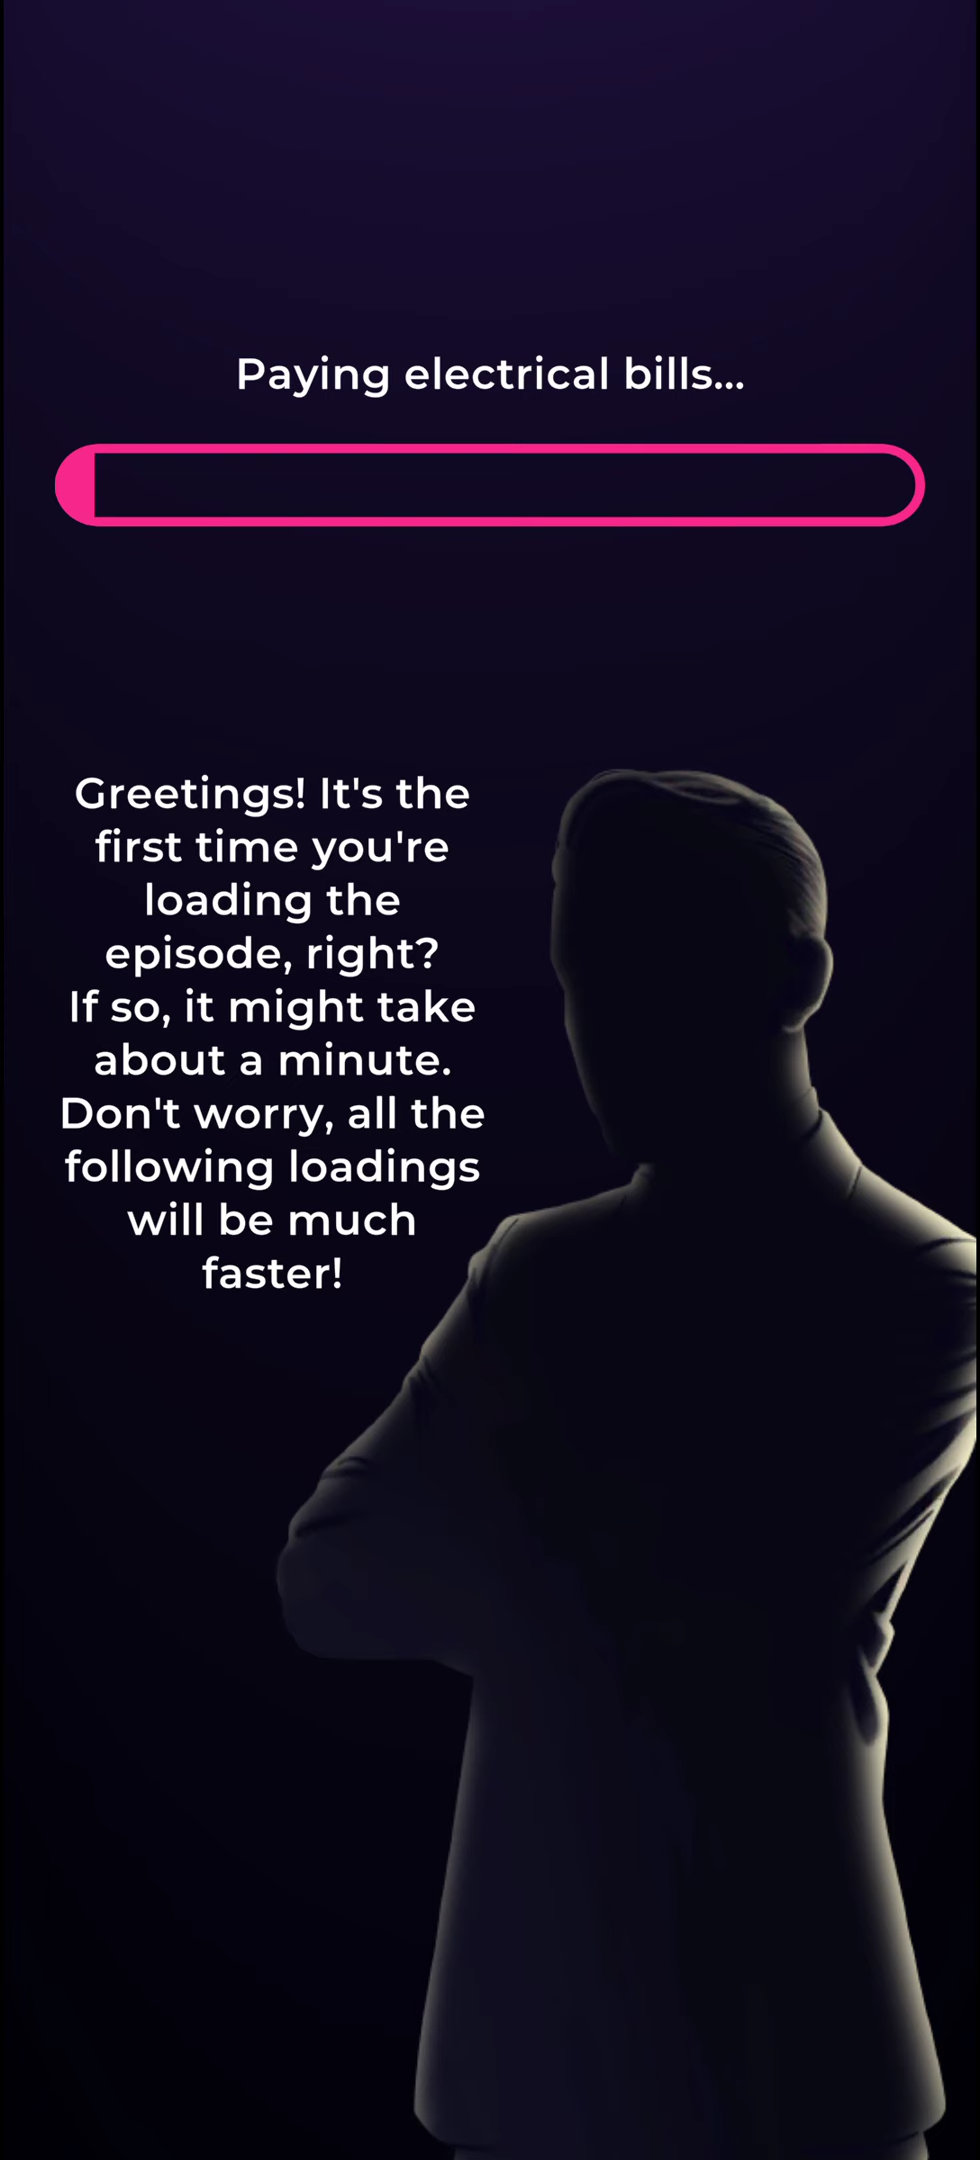 Paying electrical bills...
Greetings! It's the
first time you're
loading the
episode, right?
If so, it might take
about a minute.
Don't worry, all the
following loadings
will be much
faster!